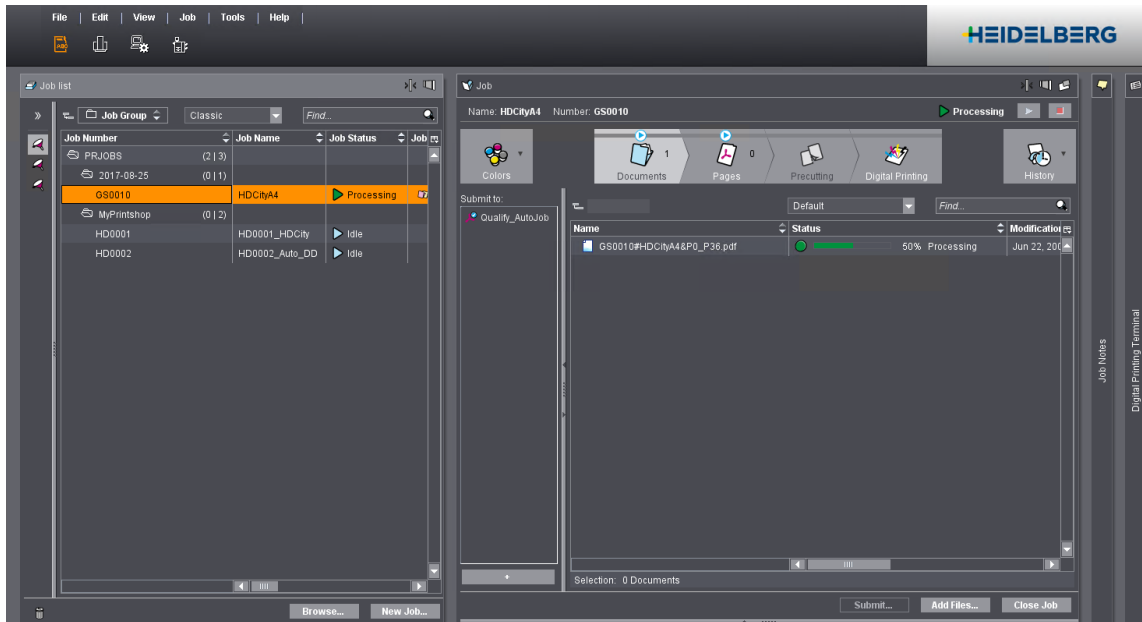 File | Edit | View | Job | Tools | Help |
HEIDELBERG
Job list
Job
Name: HDCityA4 Number: GS0010
Processing
Job Group
Classic
Find...
Job Number Job Name Job Status Job
PRJOBS (2 | 3)
2017-08-25 (0 | 1)
GS0010 HDCityA4 Processing
MyPrintshop (0 | 2)
HD0001 HD0001_HDCity Idle
HD0002 HD0002_Auto_DD Idle
Browse... New Job...
Colors
Documents 1
Pages 0
Precutting
Digital Printing
History
Submit to:
Qualify_AutoJob
+
Default
Find...
Name Status Modification
GS0010#HDCityA4&P0_P36.pdf 50% Processing Jun 22, 200
Selection: 0 Documents
Submit... Add Files... Close Job
Job Notes
Digital Printing Terminal